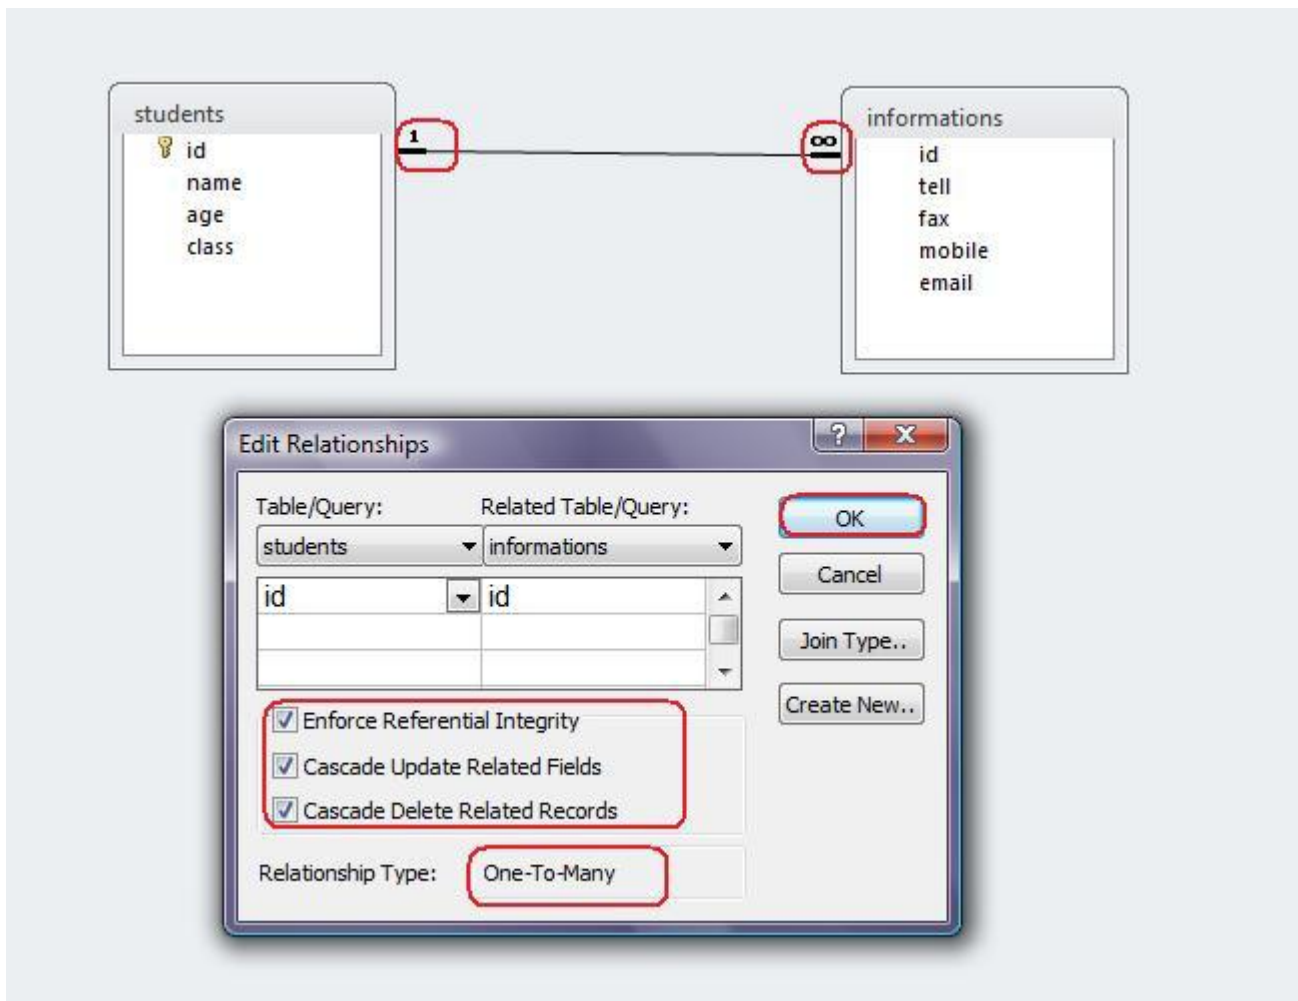 students
id
name
age
class
1
∞
informations
id
tell
fax
mobile
email
Edit Relationships
?
X
Table/Query:
Related Table/Query:
students
informations
id
id
Enforce Referential Integrity
Cascade Update Related Fields
Cascade Delete Related Records
Relationship Type:
One-To-Many
OK
Cancel
Join Type..
Create New..